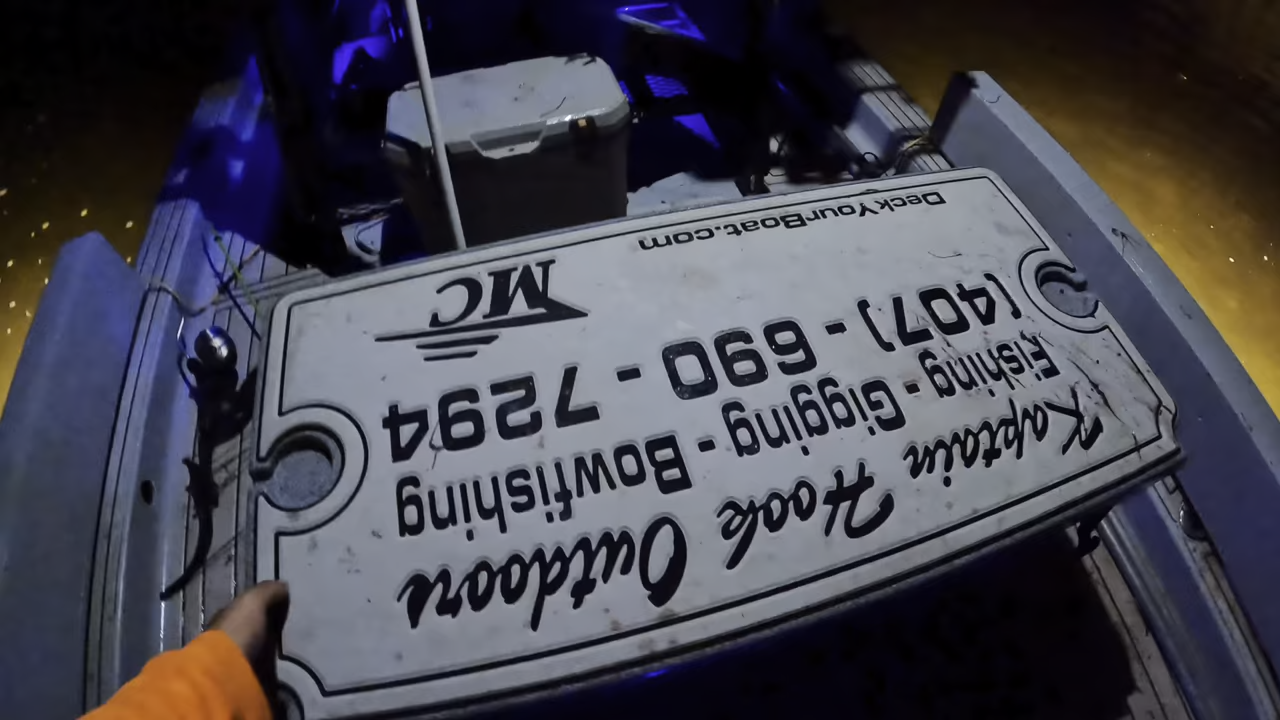 Kaptain Hook Outdoors
Fishing - Gigging - Bowfishing
(407) - 690 - 7294
MC
DeckYourBoat.com